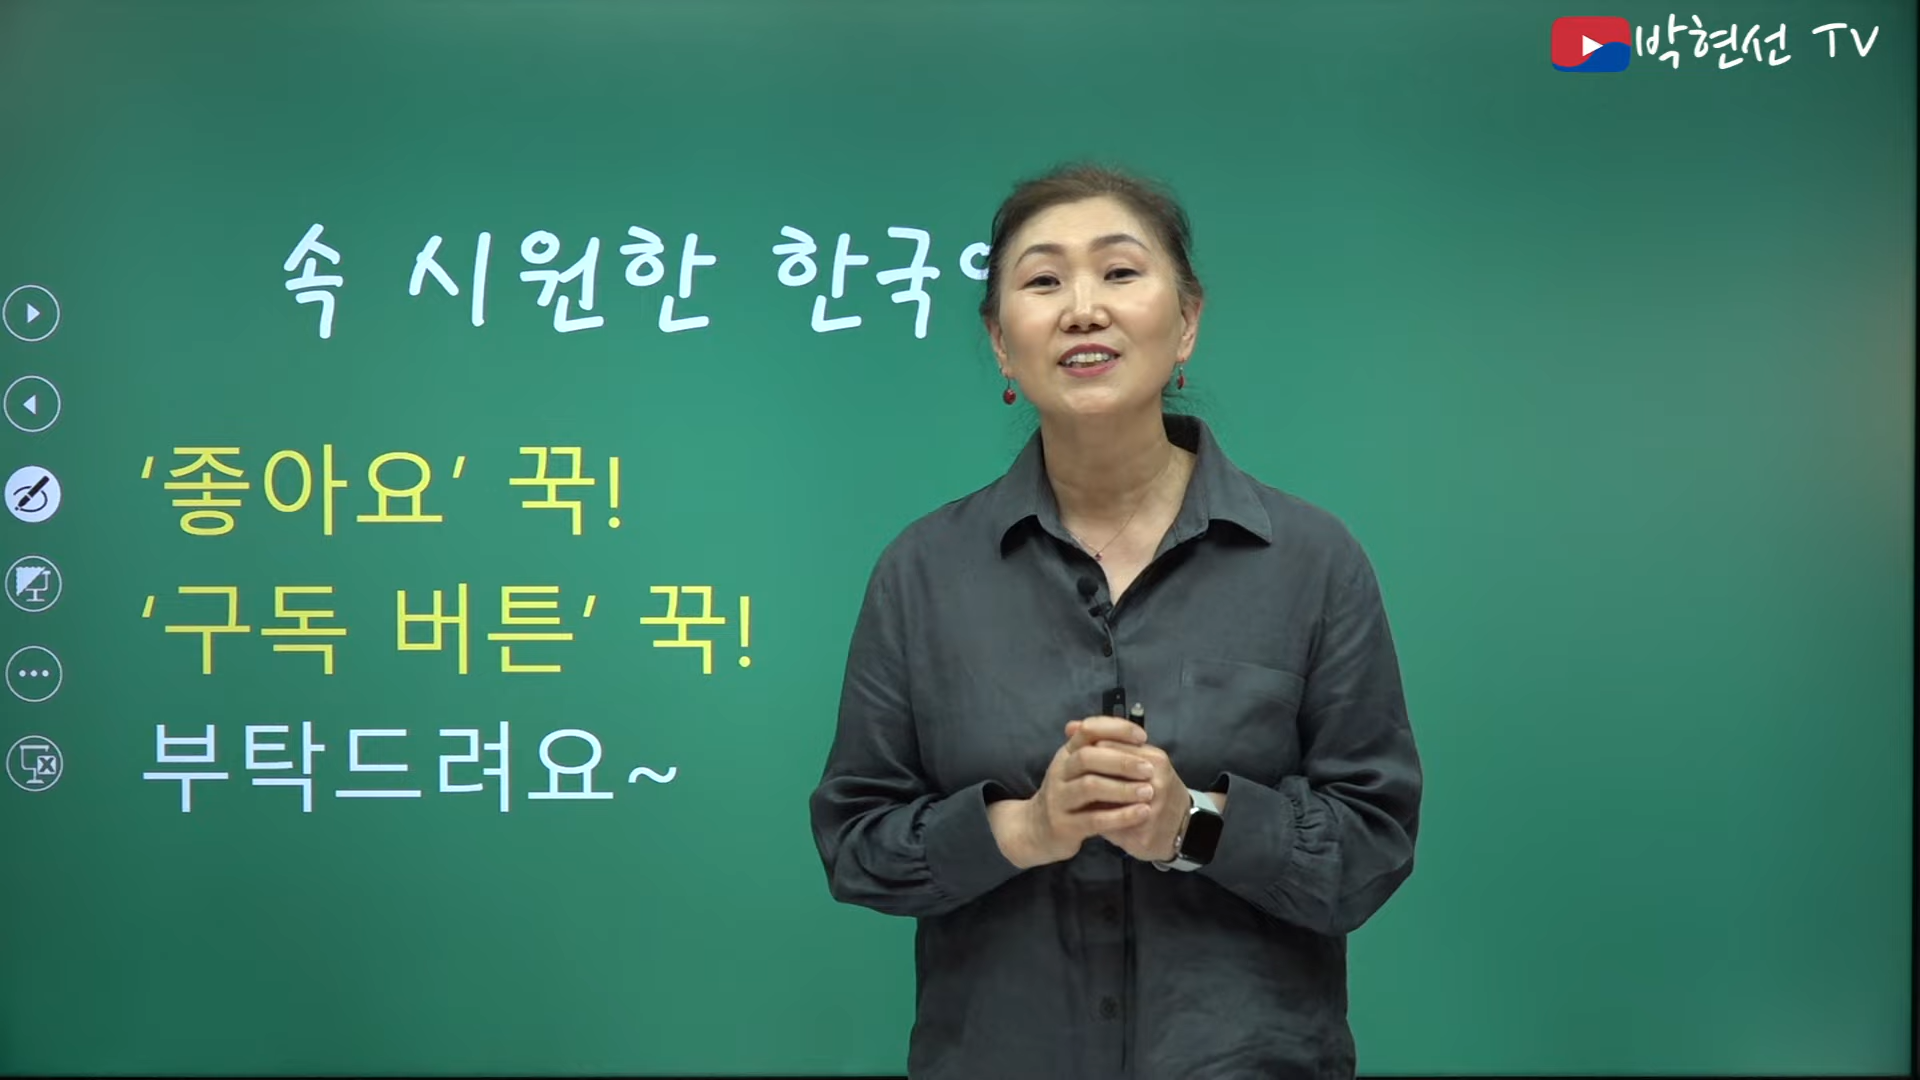 박현선 TV
속 시원한 한국
'좋아요' 꾹!
'구독 버튼' 꾹!
부탁드려요~